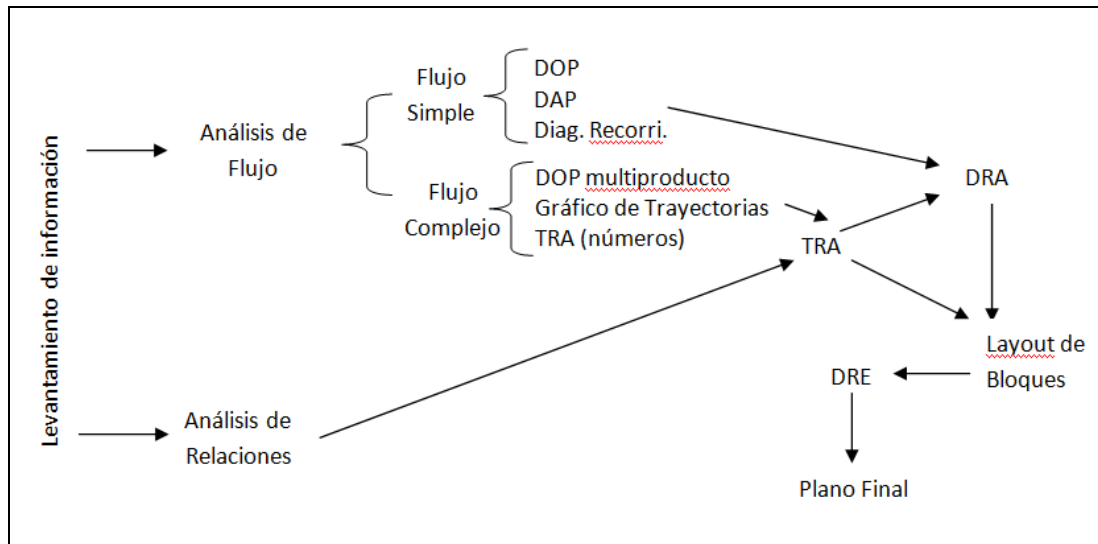 Levantamiento de información
Análisis de
Flujo
Flujo
Simple
DOP
DAP
Diag. Recorri.
Flujo
Complejo
DOP multiproducto
Gráfico de Trayectorias
TRA (números)
DRA
TRA
Layout de
Bloques
DRE
Análisis de
Relaciones
Plano Final